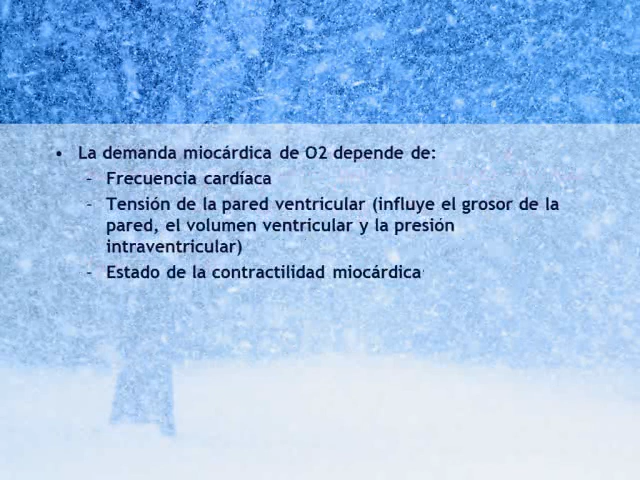 • La demanda miocárdica de O2 depende de:
– Frecuencia cardíaca
– Tensión de la pared ventricular (influye el grosor de la
pared, el volumen ventricular y la presión
intraventricular)
– Estado de la contractilidad miocárdica